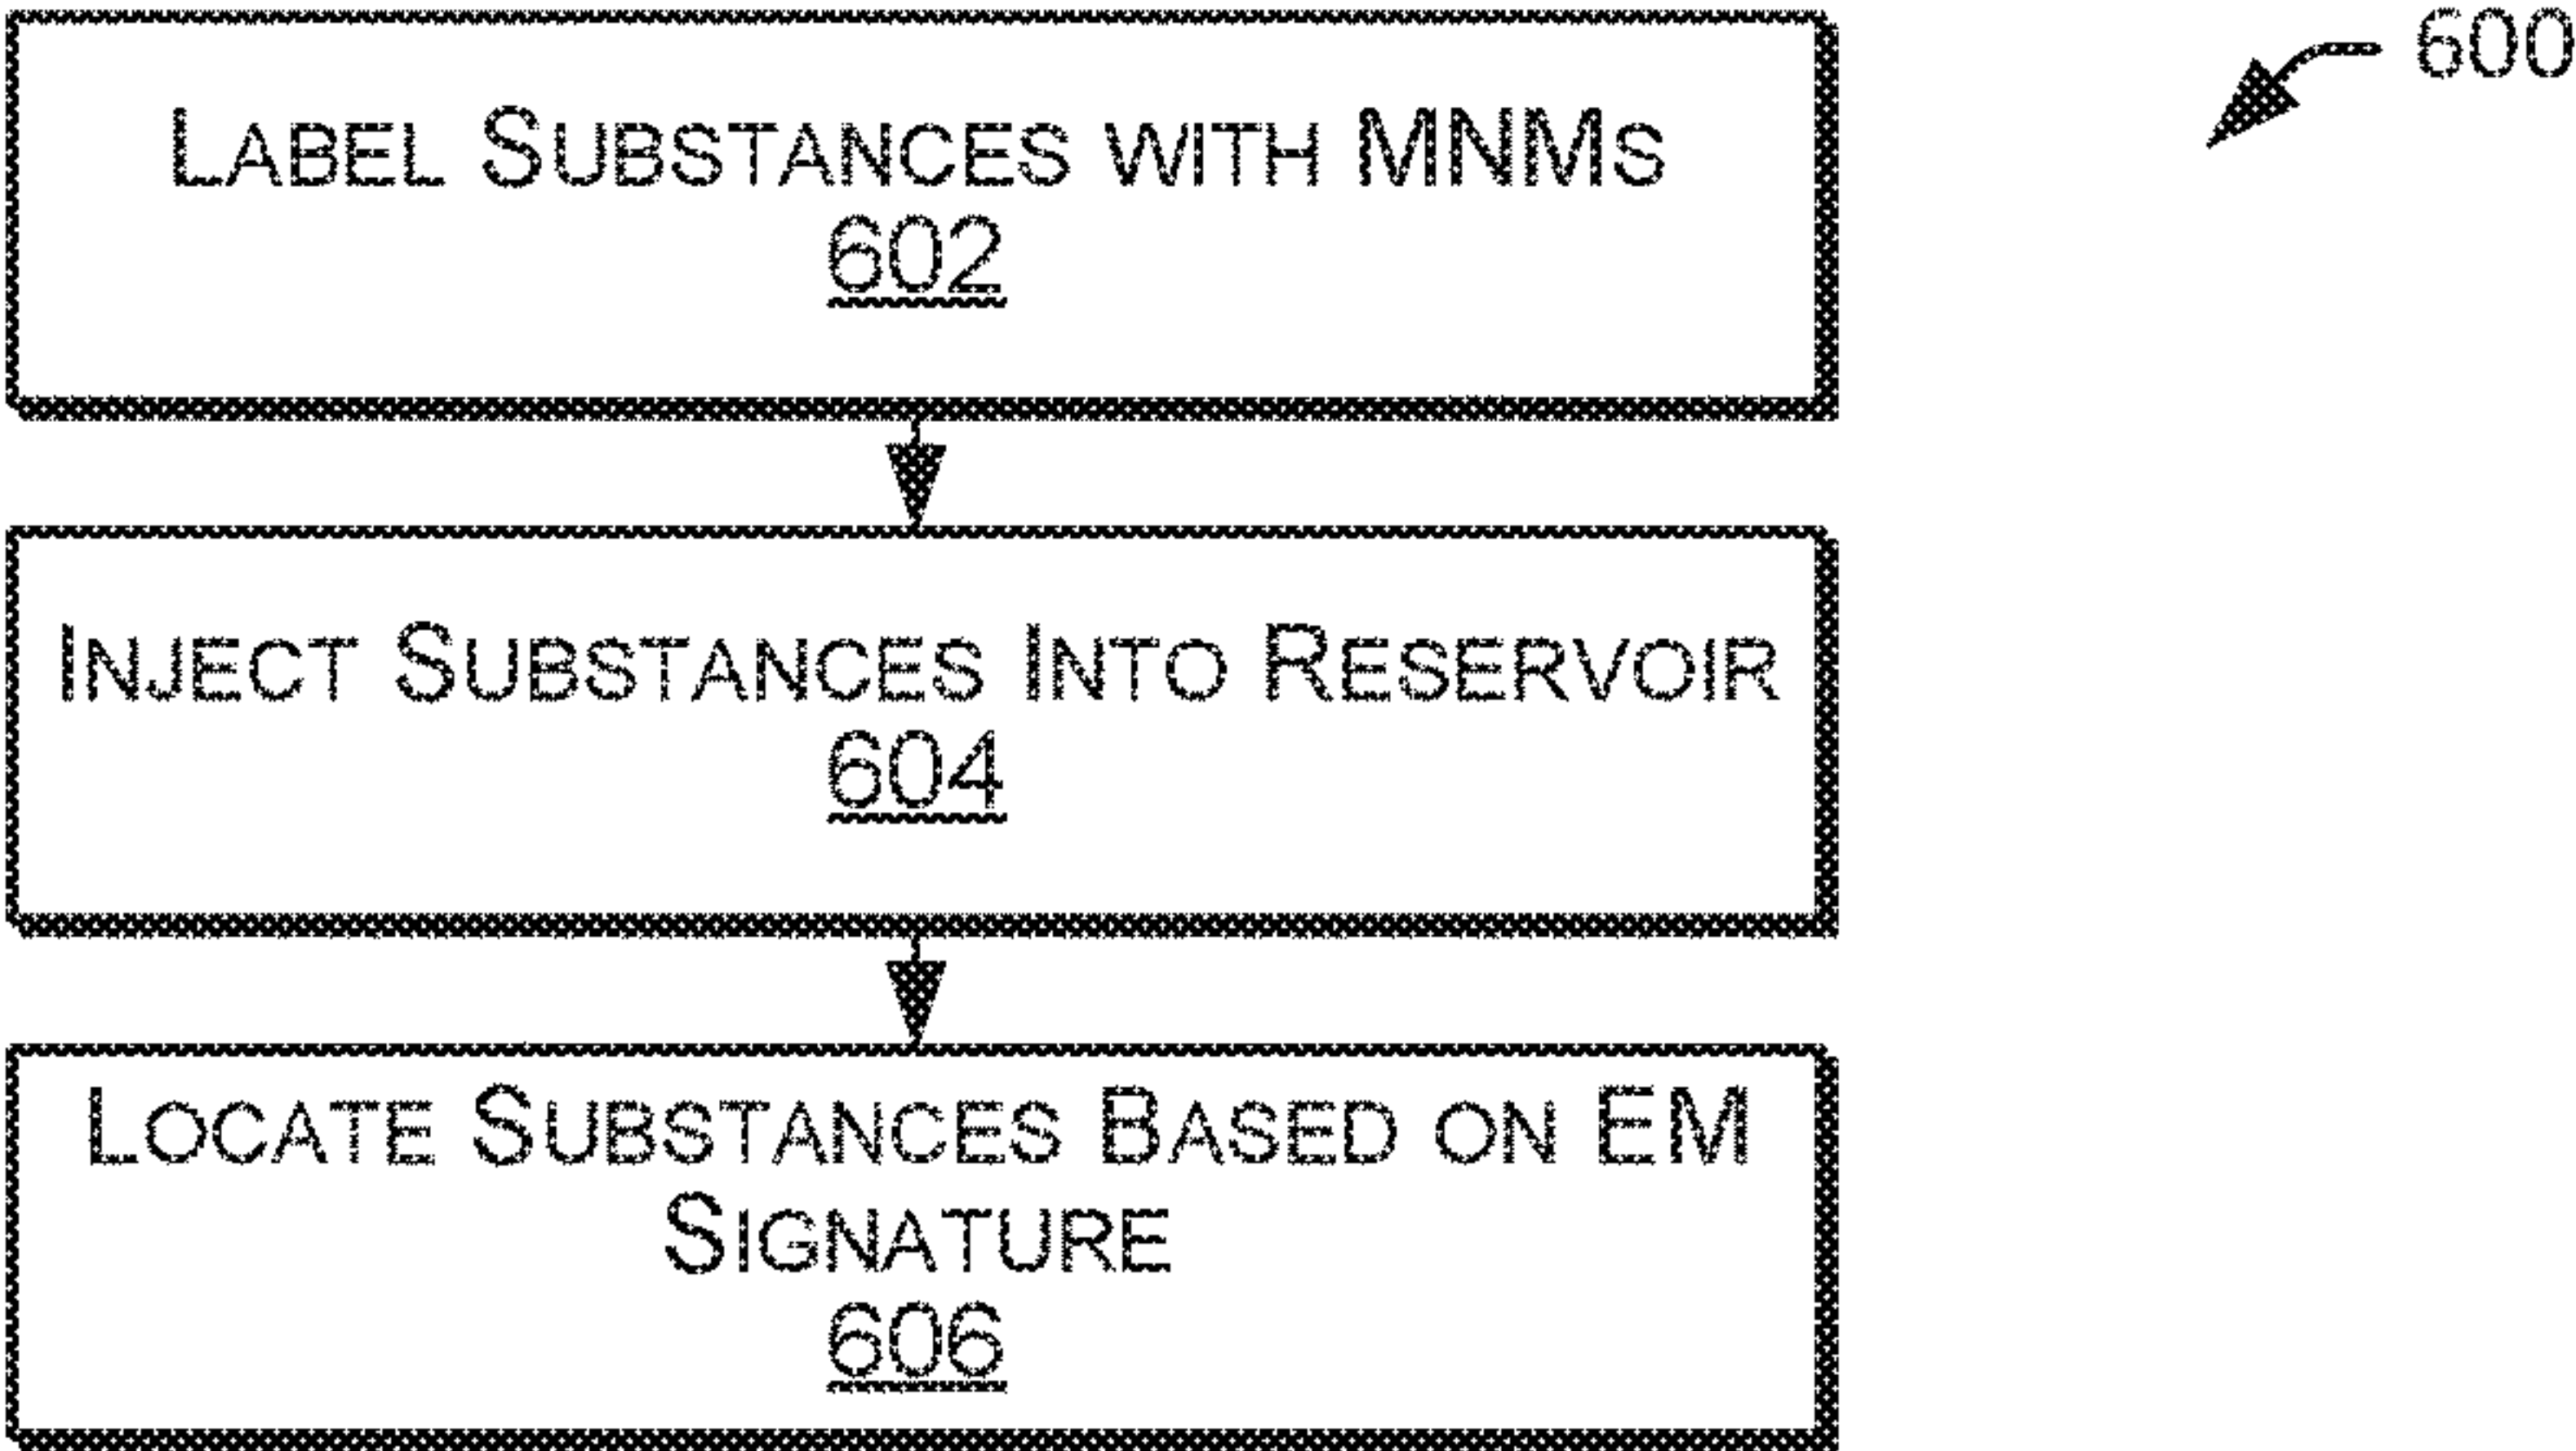 600
LABEL SUBSTANCES WITH MNMS
602
INJECT SUBSTANCES INTO RESERVOIR
604
LOCATE SUBSTANCES BASED ON EM
SIGNATURE
606